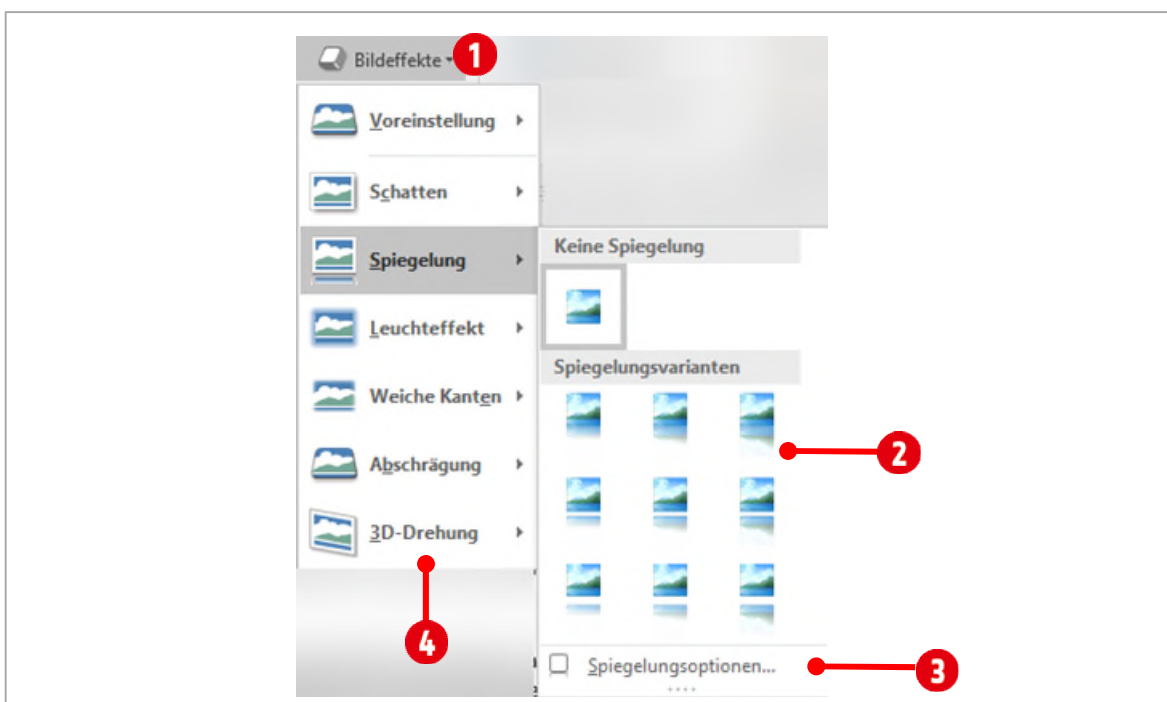 Bildeffekte
1
Voreinstellung
Schatten
Spiegelung
Leuchteffekt
Weiche Kanten
Abschrägung
3D-Drehung
4
Keine Spiegelung
Spiegelungsvarianten
2
Spiegelungsoptionen...
3